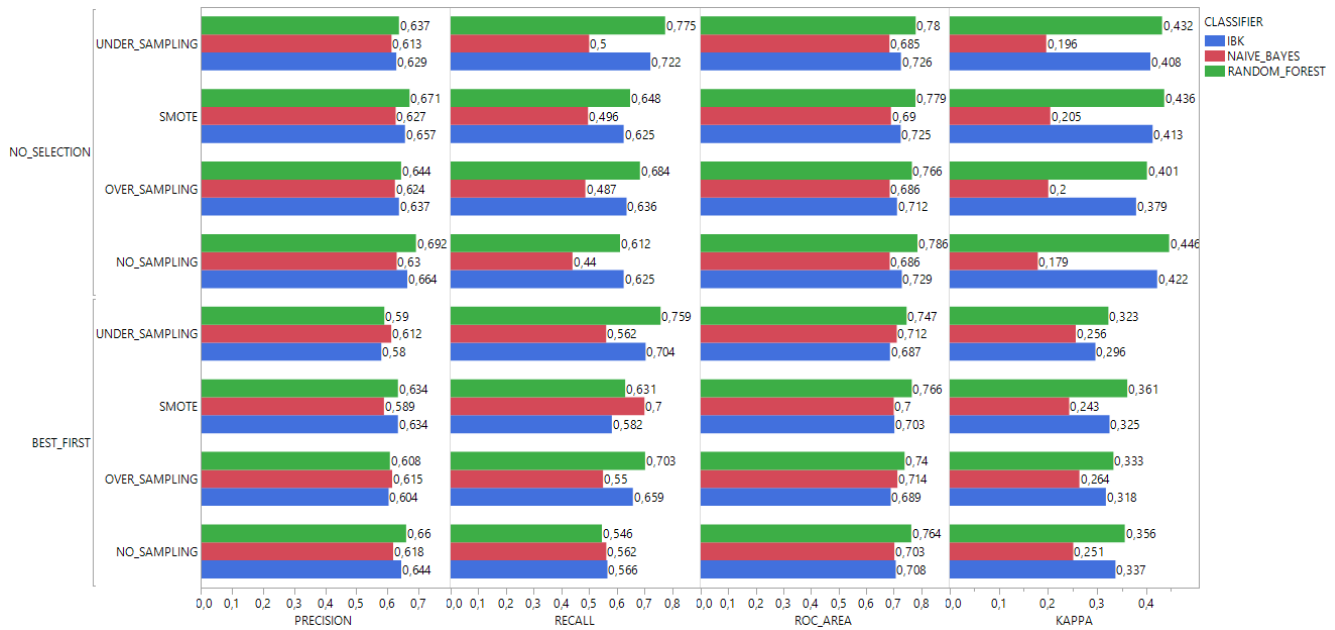 CLASSIFIER
IBK
NAIVE_BAYES
RANDOM_FOREST
NO_SELECTION
UNDER_SAMPLING
0,637 0,775 0,78 0,432
0,613 0,5 0,685 0,196
0,629 0,722 0,726 0,408
SMOTE
0,671 0,648 0,779 0,436
0,627 0,496 0,69 0,205
0,657 0,625 0,725 0,413
OVER_SAMPLING
0,644 0,684 0,766 0,401
0,624 0,487 0,686 0,2
0,637 0,636 0,712 0,379
NO_SAMPLING
0,692 0,612 0,786 0,446
0,63 0,44 0,686 0,179
0,664 0,625 0,729 0,422
BEST_FIRST
UNDER_SAMPLING
0,59 0,759 0,747 0,323
0,612 0,562 0,712 0,256
0,58 0,704 0,687 0,296
SMOTE
0,634 0,631 0,766 0,361
0,589 0,7 0,7 0,243
0,634 0,582 0,703 0,325
OVER_SAMPLING
0,608 0,703 0,74 0,333
0,615 0,55 0,714 0,264
0,604 0,659 0,689 0,318
NO_SAMPLING
0,66 0,546 0,764 0,356
0,618 0,562 0,703 0,251
0,644 0,566 0,708 0,337
0,0 0,1 0,2 0,3 0,4 0,5 0,6 0,7 0,0 0,1 0,2 0,3 0,4 0,5 0,6 0,7 0,8 0,0 0,1 0,2 0,3 0,4 0,5 0,6 0,7 0,8 0,0 0,1 0,2 0,3 0,4
PRECISION RECALL ROC_AREA KAPPA